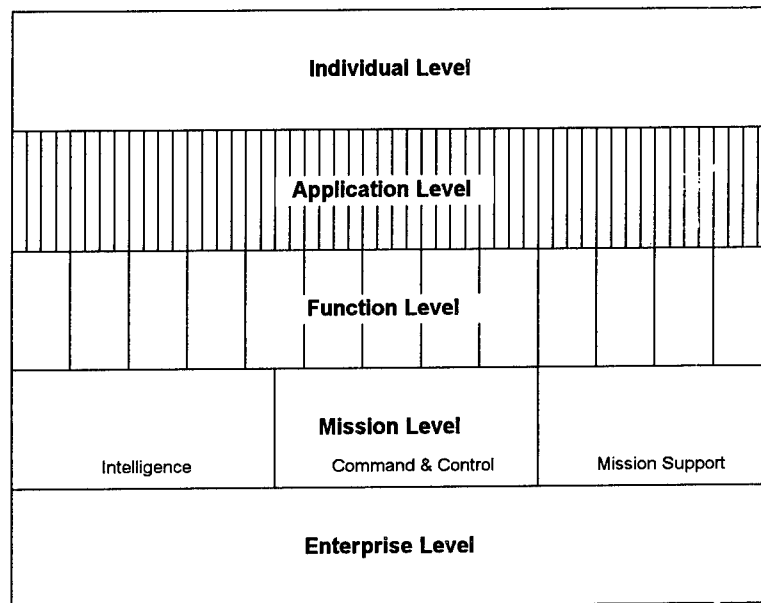 Individual Level
Application Level
Function Level
Mission Level
Intelligence Command & Control Mission Support
Enterprise Level